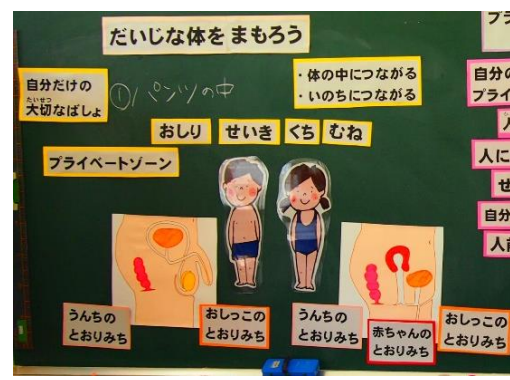 だいじな体をまもろう
自分だけの
たいせつ
大切なばしょ
①パンツの中
・体の中につながる
・いのちにつながる
おしり
せいき
くち
むね
プライベートゾーン
うんちの
とおりみち
おしっこの
とおりみち
うんちの
とおりみち
赤ちゃんの
とおりみち
おしっこの
とおりみち
プラ
自分の
プライ
人に
せ
自分
人前